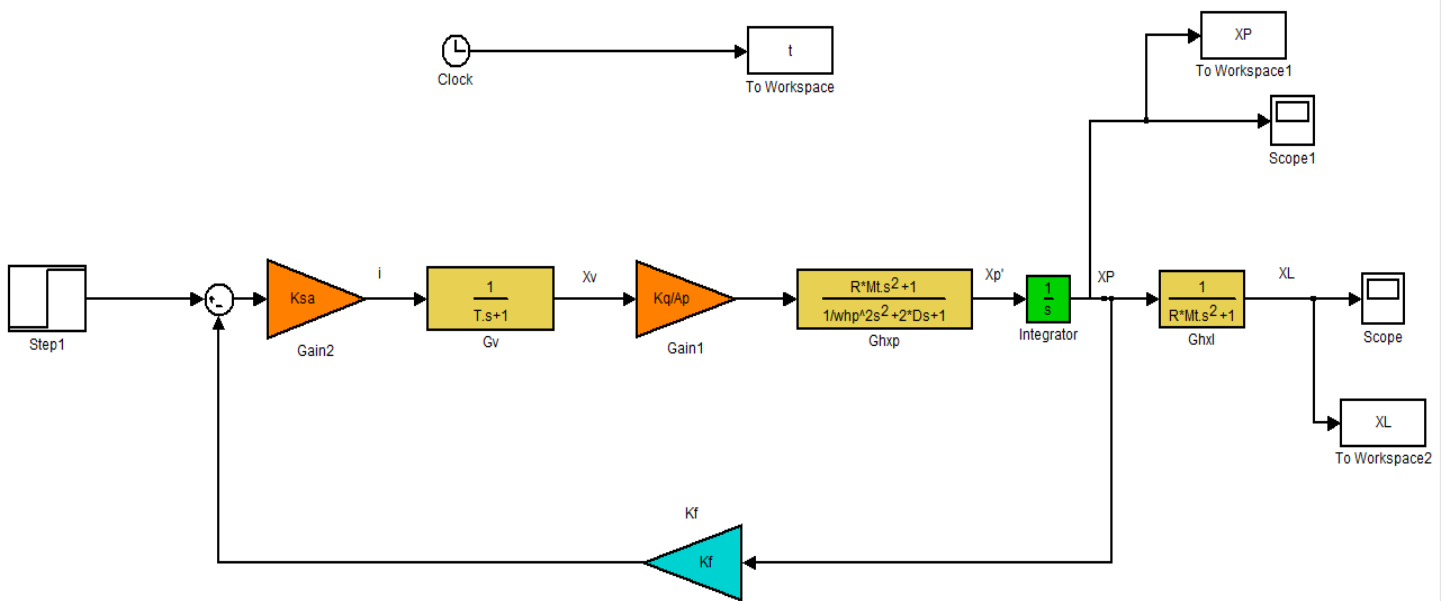 XP
To Workspace1
t
Clock
To Workspace
Scope1
Step1
Ksa
Gain2
i
1
T.s+1
Gv
Xv
Kq/Ap
Gain1
R*Mt.s²+1
1/whp^2s²+2*Ds+1
Ghxp
Xp'
1
s
Integrator
XP
1
R*Mt.s²+1
Ghxl
XL
Scope
XL
To Workspace2
Kf
Kf